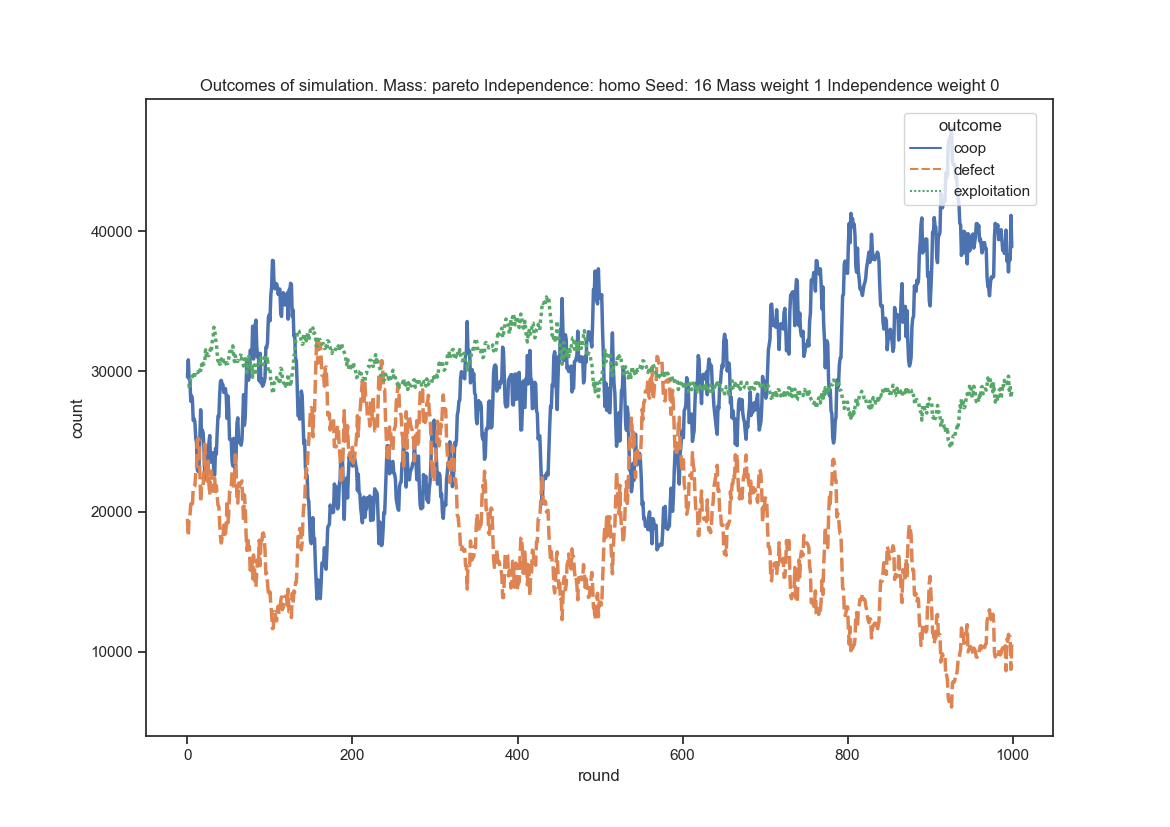 Outcomes of simulation. Mass: pareto Independence: homo Seed: 16 Mass weight 1 Independence weight 0
outcome
coop
defect
exploitation
40000
30000
20000
10000
count
0
200
400
600
800
1000
round